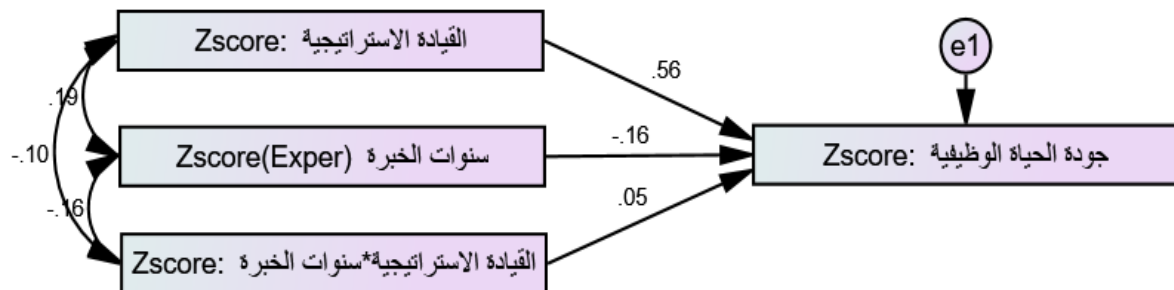 Zscore: القيادة الاستراتيجية
e1
.19
.56
-.10
Zscore(Exper) سنوات الخبرة
-.16
Zscore: جودة الحياة الوظيفية
-.16
.05
Zscore: القيادة الاستراتيجية*سنوات الخبرة